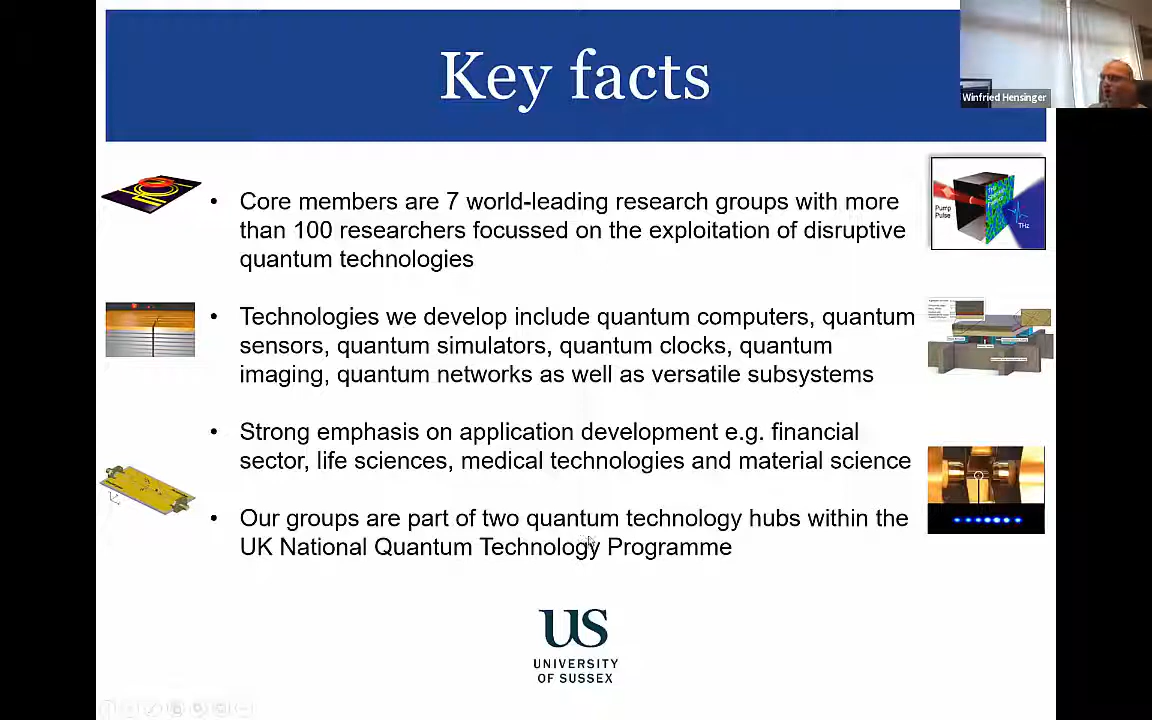 Key facts
Winfried Hensinger
• Core members are 7 world-leading research groups with more
than 100 researchers focussed on the exploitation of disruptive
quantum technologies
Pump
Pulse
THz
• Technologies we develop include quantum computers, quantum
sensors, quantum simulators, quantum clocks, quantum
imaging, quantum networks as well as versatile subsystems
• Strong emphasis on application development e.g. financial
sector, life sciences, medical technologies and material science
• Our groups are part of two quantum technology hubs within the
UK National Quantum Technology Programme
US
UNIVERSITY
OF SUSSEX